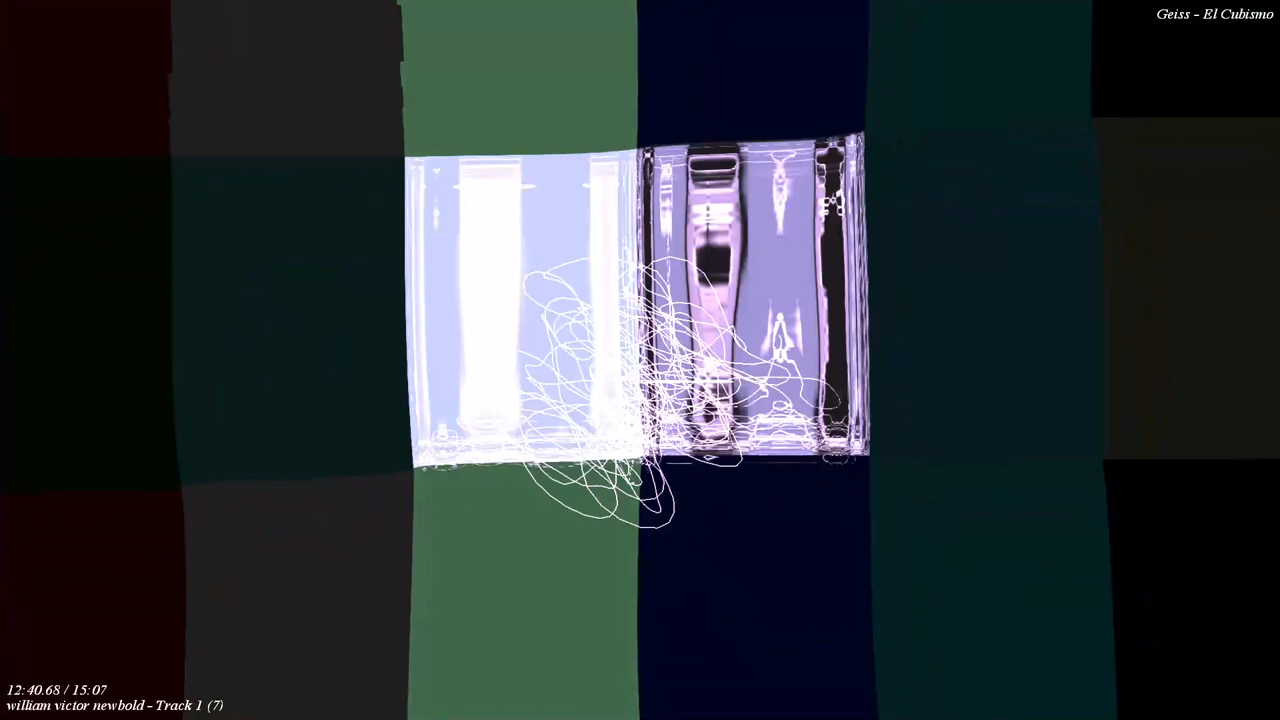 Geiss - El Cubismo
12:40.68 / 15:07
william victor newbold - Track 1 (7)